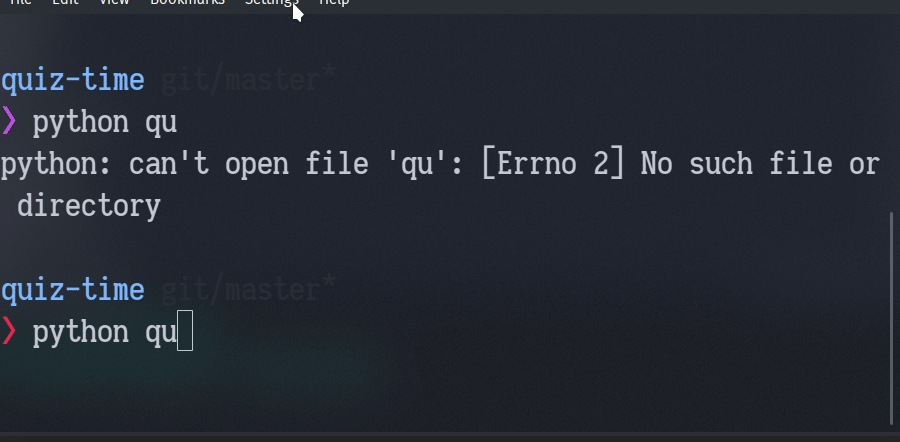 File Edit View Bookmarks Settings Help
quiz-time git/master*
❯ python qu
python: can't open file 'qu': [Errno 2] No such file or
directory
quiz-time git/master*
❯ python qu